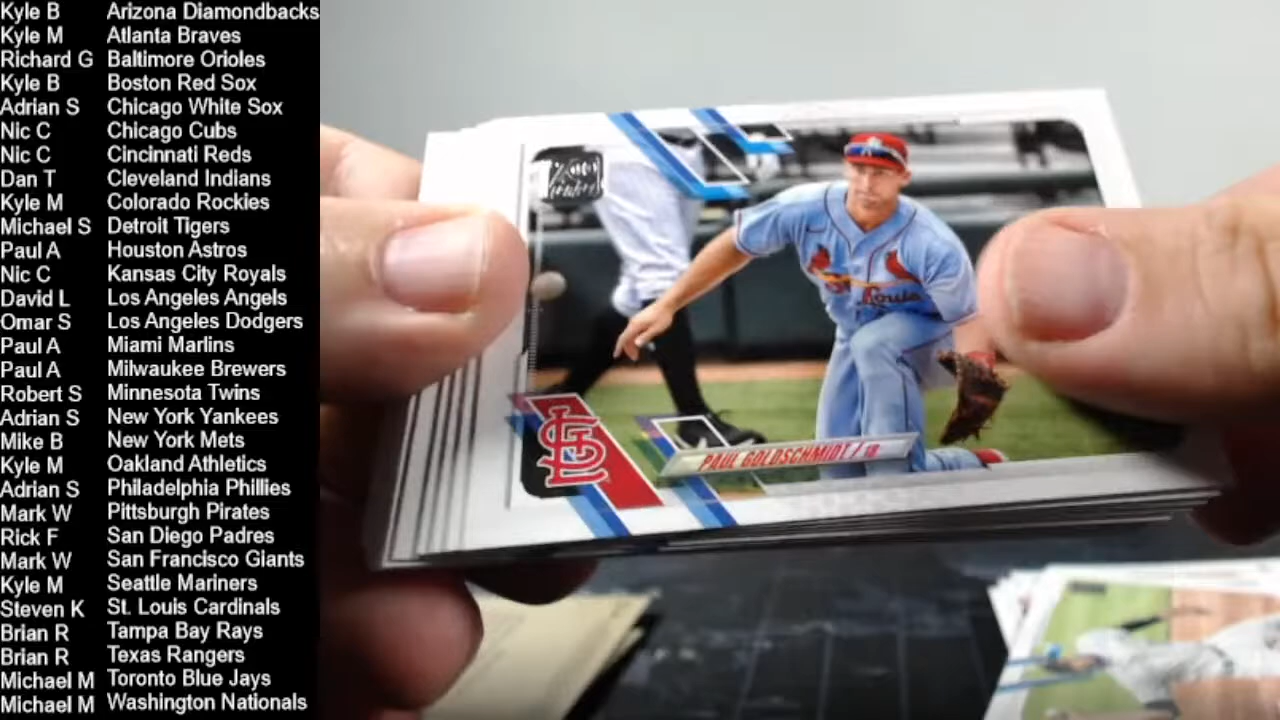 Kyle B Arizona Diamondbacks
Kyle M Atlanta Braves
Richard G Baltimore Orioles
Kyle B Boston Red Sox
Adrian S Chicago White Sox
Nic C Chicago Cubs
Nic C Cincinnati Reds
Dan T Cleveland Indians
Kyle M Colorado Rockies
Michael S Detroit Tigers
Paul A Houston Astros
Nic C Kansas City Royals
David L Los Angeles Angels
Omar S Los Angeles Dodgers
Paul A Miami Marlins
Paul A Milwaukee Brewers
Robert S Minnesota Twins
Adrian S New York Yankees
Mike B New York Mets
Kyle M Oakland Athletics
Adrian S Philadelphia Phillies
Mark W Pittsburgh Pirates
Rick F San Diego Padres
Mark W San Francisco Giants
Kyle M Seattle Mariners
Steven K St. Louis Cardinals
Brian R Tampa Bay Rays
Brian R Texas Rangers
Michael M Toronto Blue Jays
Michael M Washington Nationals
StL
PAUL GOLDSCHMIDT / 1B